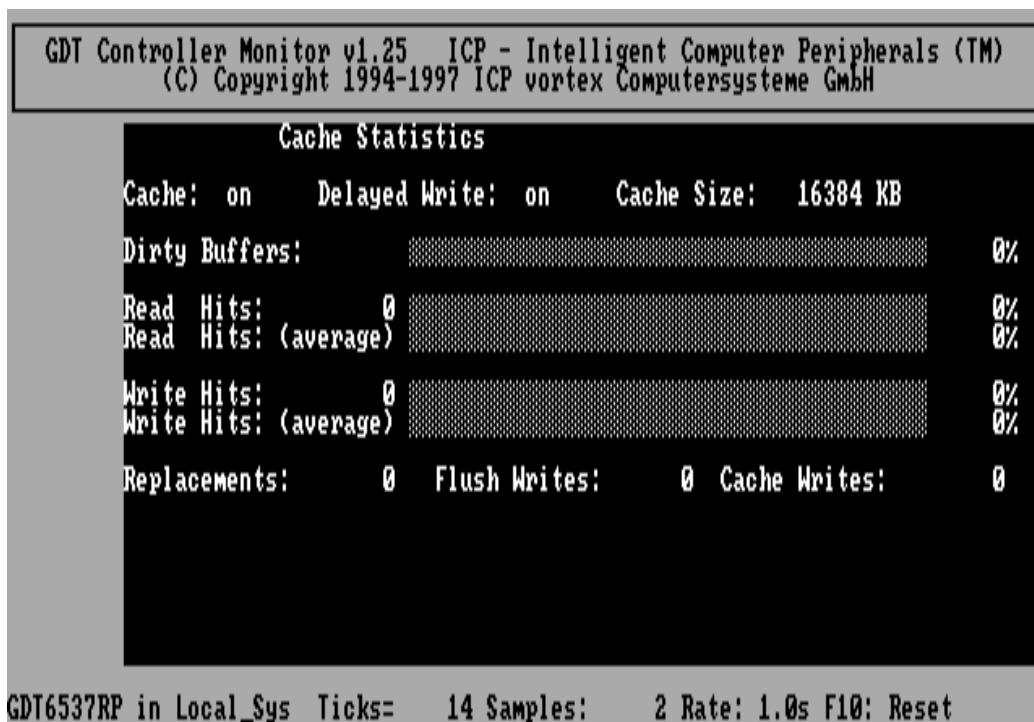 GDT Controller Monitor v1.25 ICP - Intelligent Computer Peripherals (TM)
(C) Copyright 1994-1997 ICP vortex Computersysteme GmbH
Cache Statistics
Cache: on Delayed Write: on Cache Size: 16384 KB
Dirty Buffers: 0%
Read Hits: 0 0%
Read Hits: (average) 0%
Write Hits: 0 0%
Write Hits: (average) 0%
Replacements: 0 Flush Writes: 0 Cache Writes: 0
GDT6537RP in Local_Sys Ticks= 14 Samples: 2 Rate: 1.0s F10: Reset